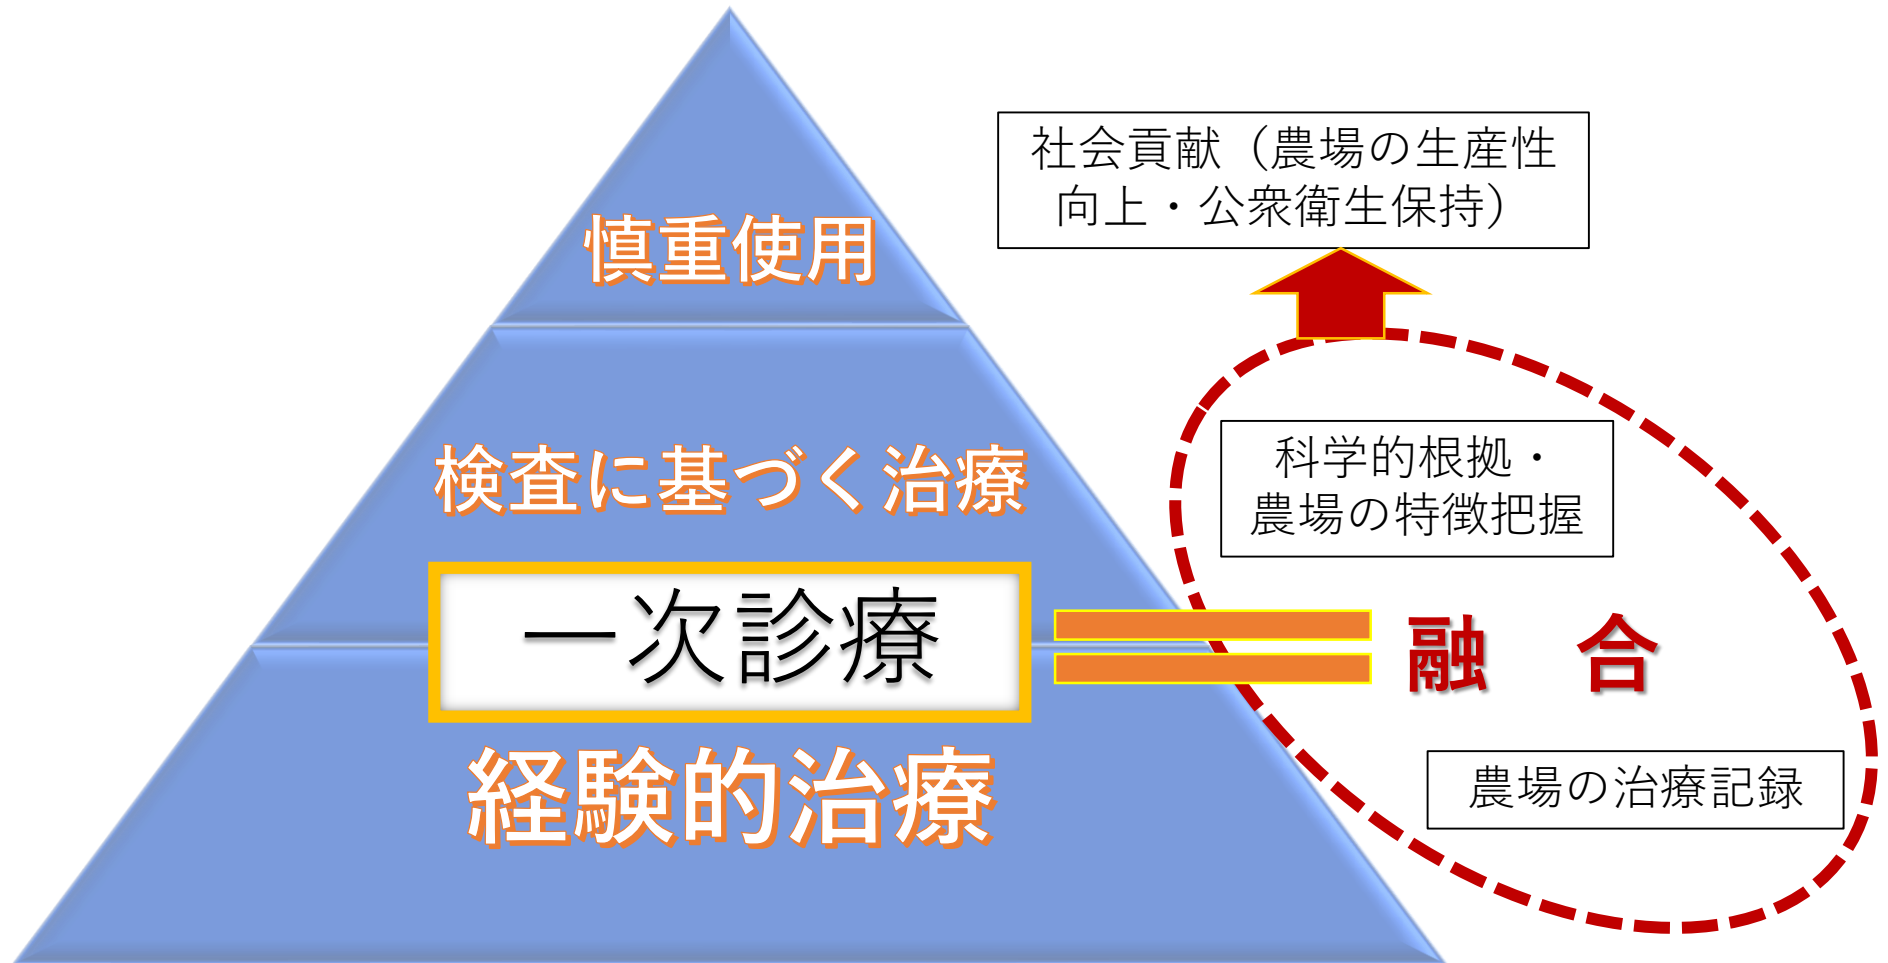 慎重使用
検査に基づく治療
一次診療
経験的治療
社会貢献（農場の生産性
向上・公衆衛生保持）
科学的根拠・
農場の特徴把握
融　合
農場の治療記録